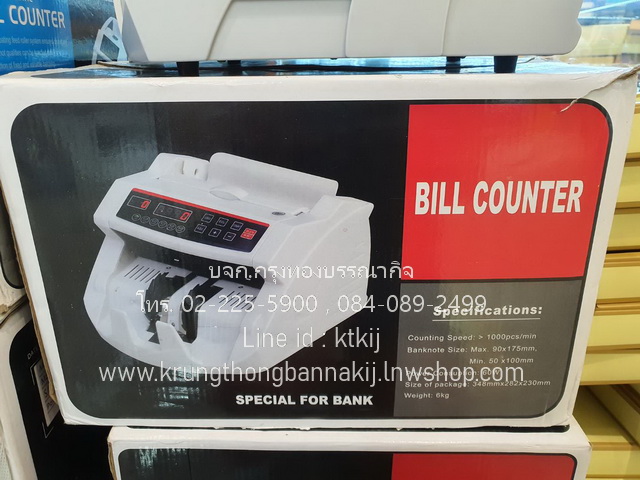 L COUNTER
BILL COUNTER
บจก.กรุงทองบรรณากิจ
โทร. 02-225-5900 , 084-089-2499
Line id : ktkij
www.krungthongbannakij.lnwshop.com
Specifications:
Counting Speed: > 1000pcs/min
Banknote Size: Max. 90x175mm,
Min. 50 x100mm
Size of package: 348mmx282x230mm
Weight: 6kg
SPECIAL FOR BANK
BILL COUNTER